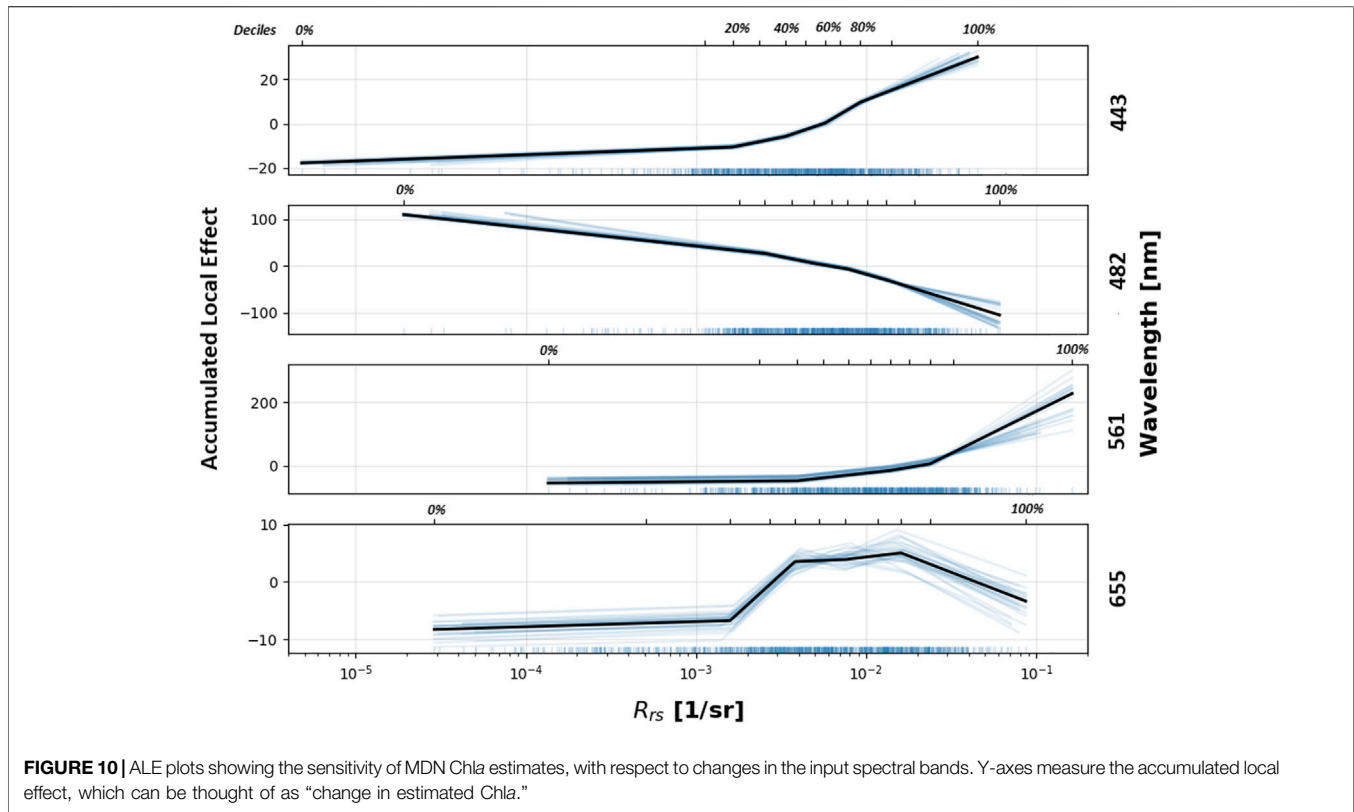 Deciles 0% 20% 40% 60% 80% 100%
20
0
−20
443
0% 100%
100
0
−100
482
0% 100%
200
0
561
0% 100%
10
0
−10
655
Accumulated Local Effect
Wavelength [nm]
10−5 10−4 10−3 10−2 10−1
Rrs [1/sr]
FIGURE 10 | ALE plots showing the sensitivity of MDN Chla estimates, with respect to changes in the input spectral bands. Y-axes measure the accumulated local
effect, which can be thought of as “change in estimated Chla.”